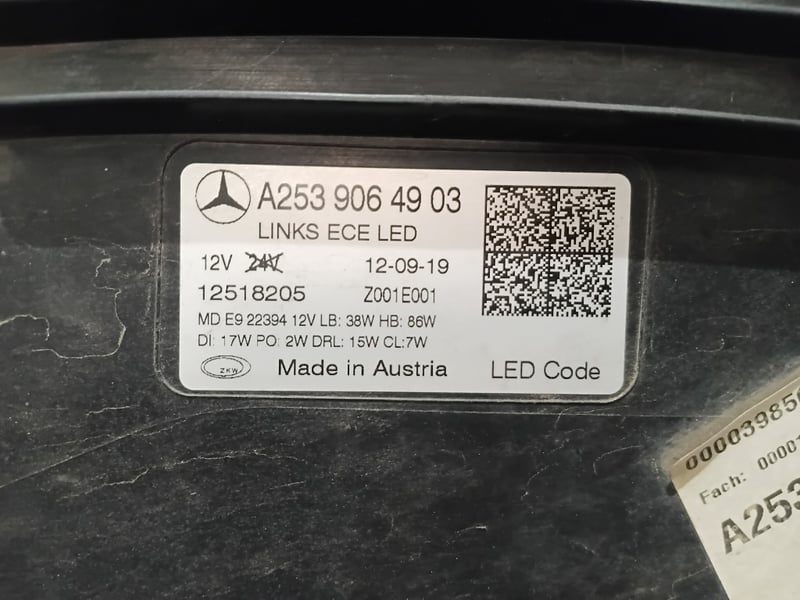 A253 906 49 03
LINKS ECE LED
12V 24V 12-09-19
12518205 Z001E001
MD E9 22394 12V LB: 38W HB: 86W
DI: 17W PO: 2W DRL: 15W CL:7W
ZKW Made in Austria LED Code
00003985
Fach: 0000
A253